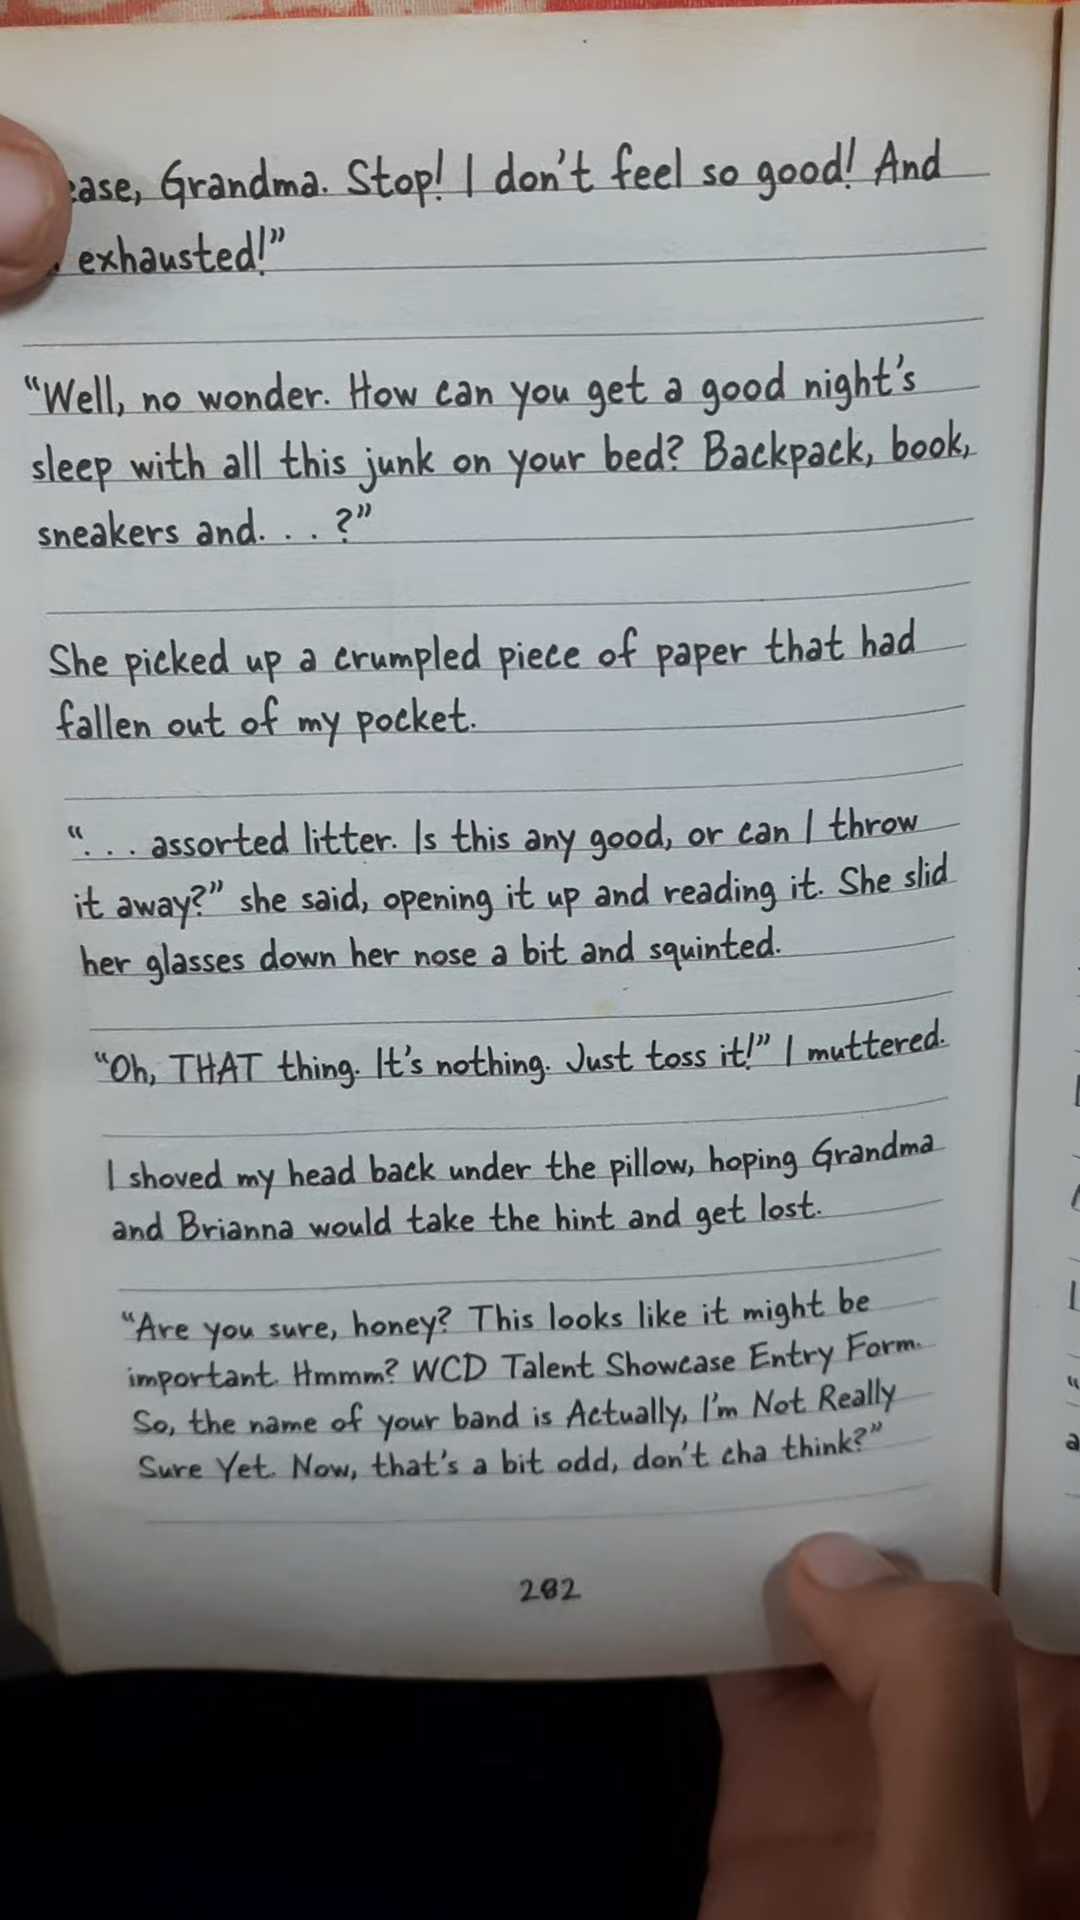 ease, Grandma. Stop! I don't feel so good! And
exhausted!”
“Well, no wonder. How can you get a good night's
sleep with all this junk on your bed? Backpack, book,
sneakers and. . . ?”
She picked up a crumpled piece of paper that had
fallen out of my pocket.
“. . . assorted litter. Is this any good, or can I throw
it away?” she said, opening it up and reading it. She slid
her glasses down her nose a bit and squinted.
“Oh, THAT thing. It's nothing. Just toss it!” I muttered.
I shoved my head back under the pillow, hoping Grandma
and Brianna would take the hint and get lost.
“Are you sure, honey? This looks like it might be
important. Hmmm? WCD Talent Showcase Entry Form.
So, the name of your band is Actually, I'm Not Really
Sure Yet. Now, that's a bit odd, don't cha think?”
282